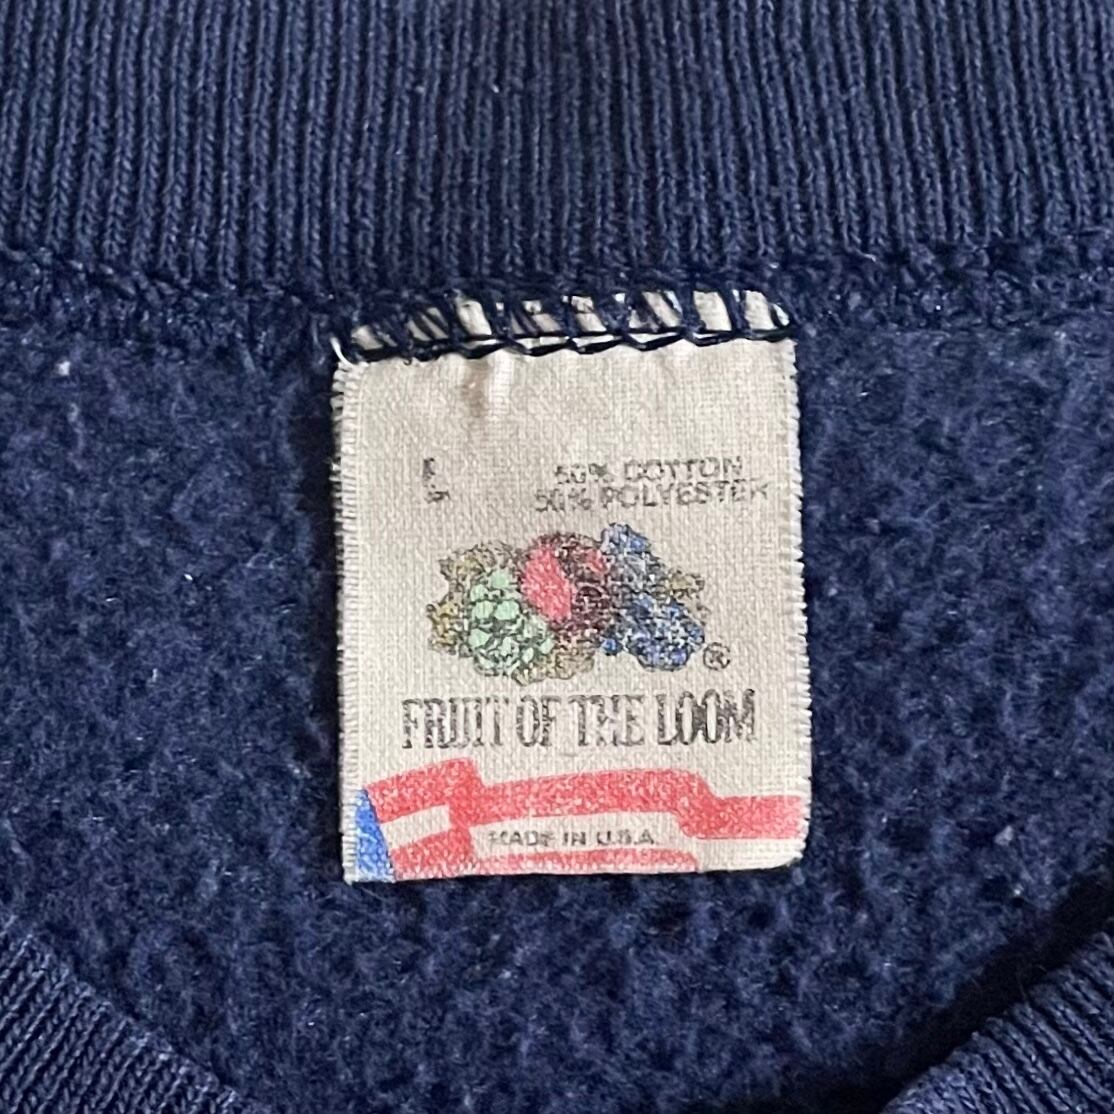 L
50% COTTON
50% POLYESTER
®
FRUIT OF THE LOOM
MADE IN U.S.A.